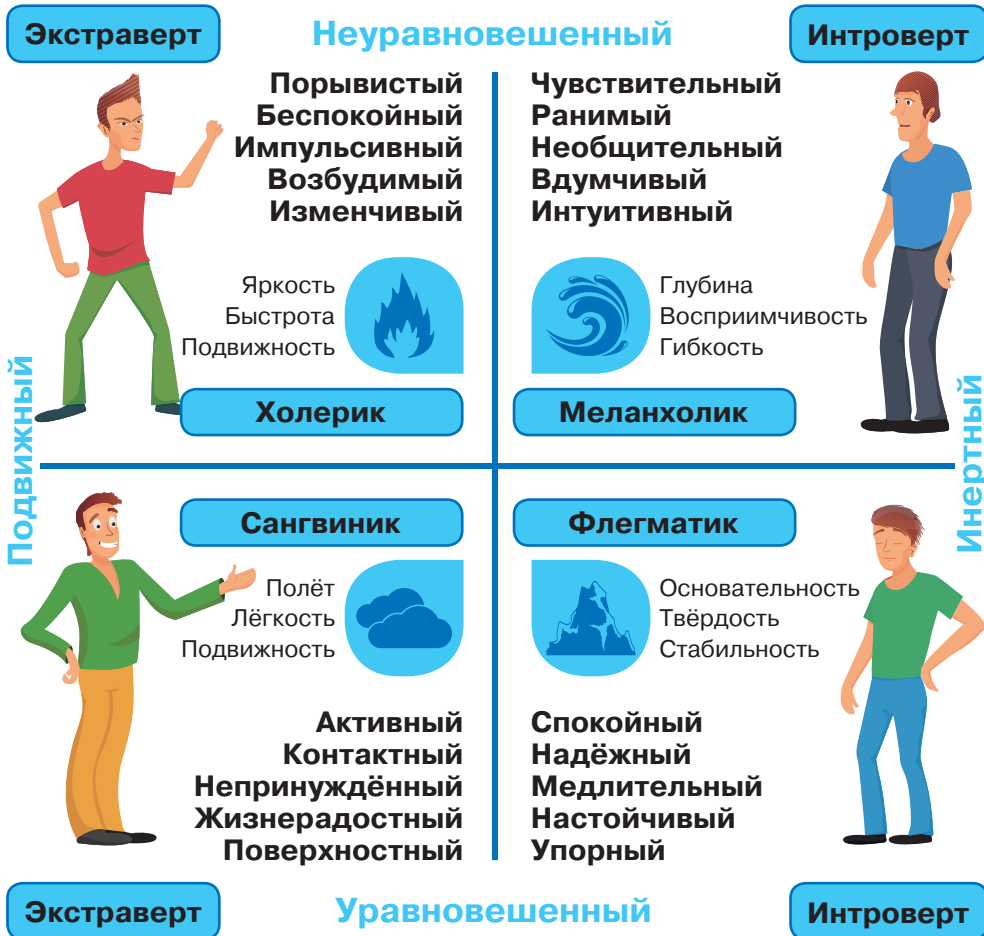 Экстраверт
Неуравновешенный
Интроверт
Порывистый
Беспокойный
Импульсивный
Возбудимый
Изменчивый
Чувствительный
Ранимый
Необщительный
Вдумчивый
Интуитивный
Яркость
Быстрота
Подвижность
Глубина
Восприимчивость
Гибкость
Холерик
Меланхолик
Подвижный
Инертный
Сангвиник
Флегматик
Полёт
Лёгкость
Подвижность
Основательность
Твёрдость
Стабильность
Активный
Контактный
Непринуждённый
Жизнерадостный
Поверхностный
Спокойный
Надёжный
Медлительный
Настойчивый
Упорный
Экстраверт
Уравновешенный
Интроверт